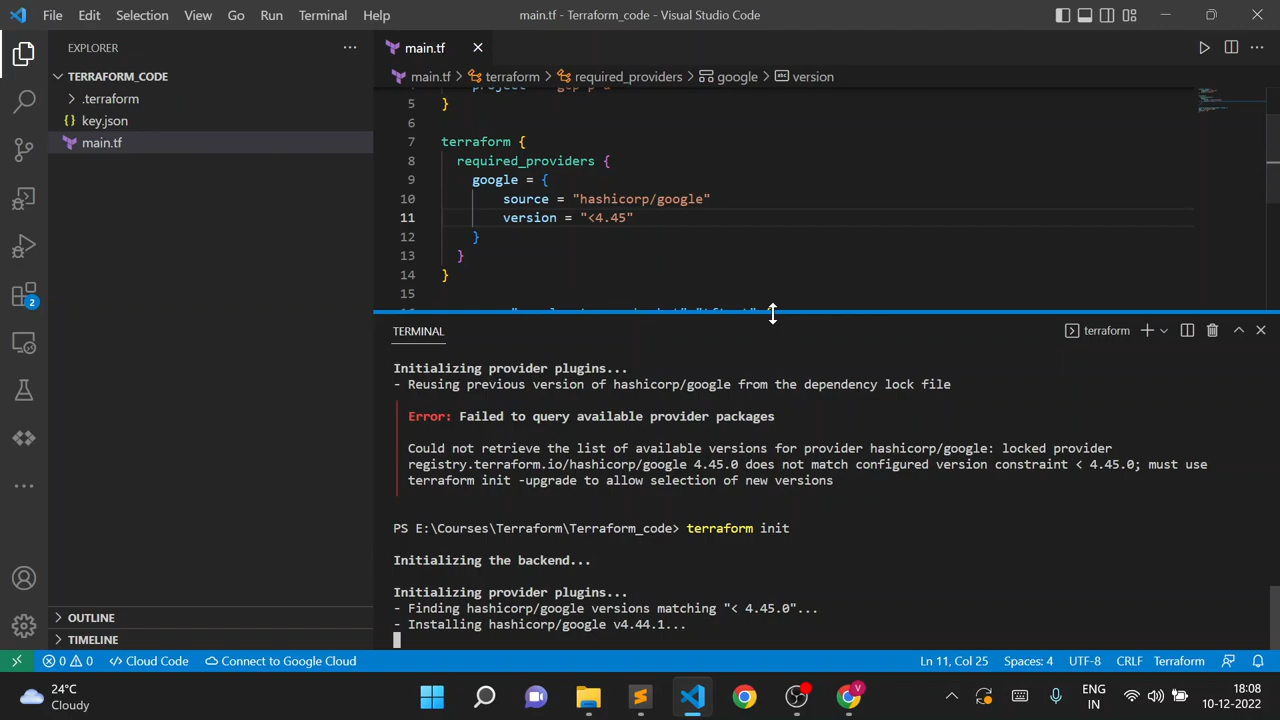 File Edit Selection View Go Run Terminal Help
main.tf - Terraform_code - Visual Studio Code
EXPLORER
TERRAFORM_CODE
.terraform
{} key.json
main.tf
OUTLINE
TIMELINE
2
main.tf
main.tf > terraform > required_providers > google > version
5 }
6
7 terraform {
8 required_providers {
9 google = {
10 source = "hashicorp/google"
11 version = "<4.45"
12 }
13 }
14 }
15
TERMINAL
terraform
Initializing provider plugins...
- Reusing previous version of hashicorp/google from the dependency lock file
Error: Failed to query available provider packages
Could not retrieve the list of available versions for provider hashicorp/google: locked provider
registry.terraform.io/hashicorp/google 4.45.0 does not match configured version constraint < 4.45.0; must use
terraform init -upgrade to allow selection of new versions
PS E:\Courses\Terraform\Terraform_code> terraform init
Initializing the backend...
Initializing provider plugins...
- Finding hashicorp/google versions matching "< 4.45.0"...
- Installing hashicorp/google v4.44.1...
0 0 Cloud Code Connect to Google Cloud Ln 11, Col 25 Spaces: 4 UTF-8 CRLF Terraform
24°C
Cloudy
V
ENG
IN
18:08
10-12-2022